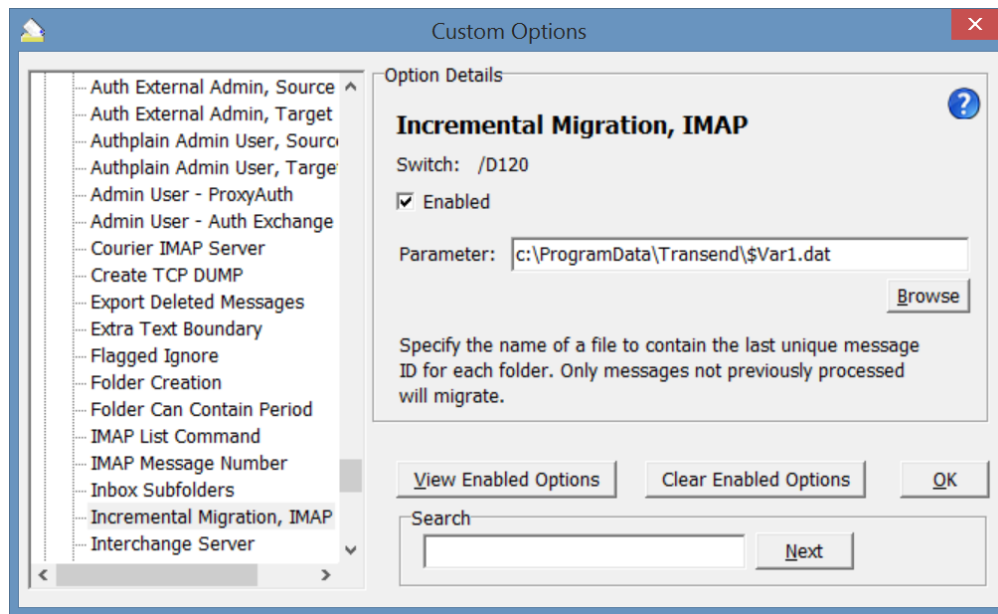 Custom Options
Auth External Admin, Source
Auth External Admin, Target
Authplain Admin User, Sourc
Authplain Admin User, Targe
Admin User - ProxyAuth
Admin User - Auth Exchange
Courier IMAP Server
Create TCP DUMP
Export Deleted Messages
Extra Text Boundary
Flagged Ignore
Folder Creation
Folder Can Contain Period
IMAP List Command
IMAP Message Number
Inbox Subfolders
Incremental Migration, IMAP
Interchange Server
Option Details
Incremental Migration, IMAP
Switch: /D120
Enabled
Parameter: c:\ProgramData\Transend\$Var1.dat
Browse
Specify the name of a file to contain the last unique message
ID for each folder. Only messages not previously processed
will migrate.
View Enabled Options Clear Enabled Options OK
Search
Next